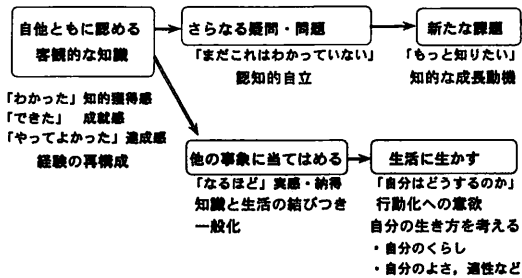 自他ともに認める
客観的な知識
「わかった」知的獲得感
「できた」 成就感
「やってよかった」達成感
経験の再構成
さらなる疑問・問題
「まだこれはわかっていない」
認知的自立
新たな課題
「もっと知りたい」
知的な成長動機
他の事象に当てはめる
「なるほど」実感・納得
知識と生活の結びつき
一般化
生活に生かす
「自分はどうするのか」
行動化への意欲
自分の生き方を考える
・自分のくらし
・自分のよさ，適性など